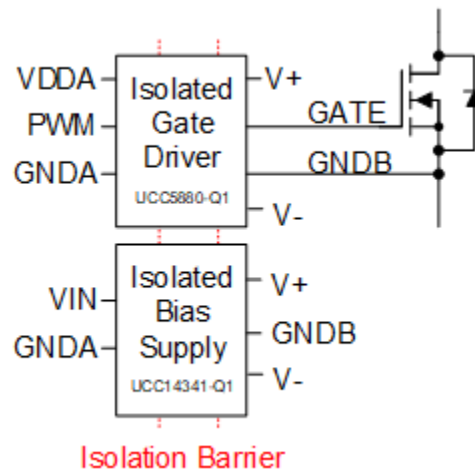 VDDA
PWM
GNDA
Isolated
Gate
Driver
UCC5880-Q1
V+
GATE
GNDB
V-
VIN
GNDA
Isolated
Bias
Supply
UCC14341-Q1
V+
GNDB
V-
Isolation Barrier